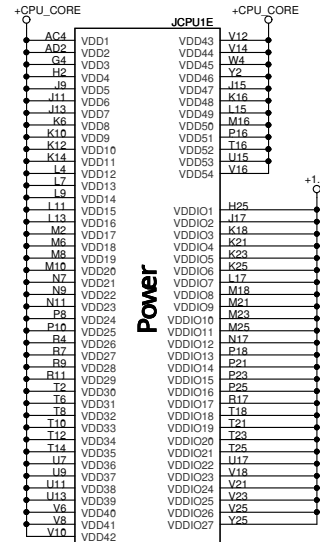 +CPU_CORE +CPU_CORE
JCPU1E
AC4 VDD1 VDD43 V12
AD2 VDD2 VDD44 V14
G4 VDD3 VDD45 W4
H2 VDD4 VDD46 Y2
J9 VDD5 VDD47 J15
J11 VDD6 VDD48 K16
J13 VDD7 VDD49 L15
K6 VDD8 VDD50 M16
K10 VDD9 VDD51 P16
K12 VDD10 VDD52 T16
K14 VDD11 VDD53 U15
L4 VDD12 VDD54 V16
L7 VDD13
L9 VDD14 +1.
L11 VDD15 VDDIO1 H25
L13 VDD16 VDDIO2 J17
M2 VDD17 VDDIO3 K18
M6 VDD18 VDDIO4 K21
M8 VDD19 VDDIO5 K23
M10 VDD20 VDDIO6 K25
N7 VDD21 VDDIO7 L17
N9 VDD22 VDDIO8 M18
N11 VDD23 VDDIO9 M21
P8 VDD24 VDDIO10 M23
P10 VDD25 VDDIO11 M25
R4 VDD26 VDDIO12 N17
R7 VDD27 VDDIO13 P18
R9 VDD28 VDDIO14 P21
R11 VDD29 VDDIO15 P23
T2 VDD30 VDDIO16 P25
T6 VDD31 VDDIO17 R17
T8 VDD32 VDDIO18 T18
T10 VDD33 VDDIO19 T21
T12 VDD34 VDDIO20 T23
T14 VDD35 VDDIO21 T25
U7 VDD36 VDDIO22 U17
U9 VDD37 VDDIO23 V18
U11 VDD38 VDDIO24 V21
U13 VDD39 VDDIO25 V23
V6 VDD40 VDDIO26 V25
V8 VDD41 VDDIO27 Y25
V10 VDD42
Power